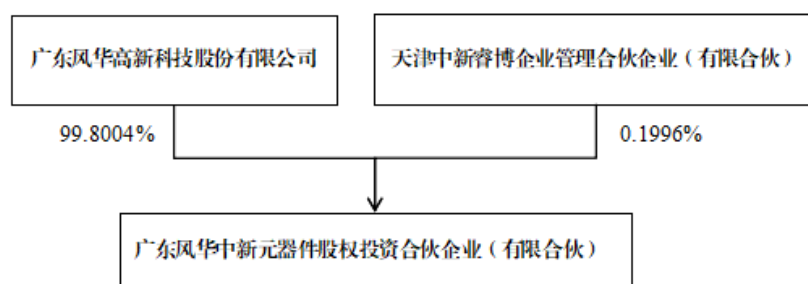 广东风华高新科技股份有限公司
天津中新睿博企业管理合伙企业（有限合伙）
99.8004%
0.1996%
广东风华中新元器件股权投资合伙企业（有限合伙）